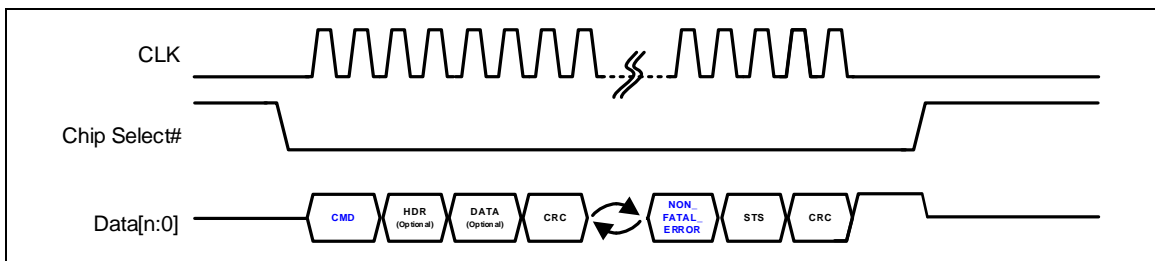 CLK
Chip Select#
Data[n:0]
CMD
HDR
(Optional)
DATA
(Optional)
CRC
NON_
FATAL_
ERROR
STS
CRC